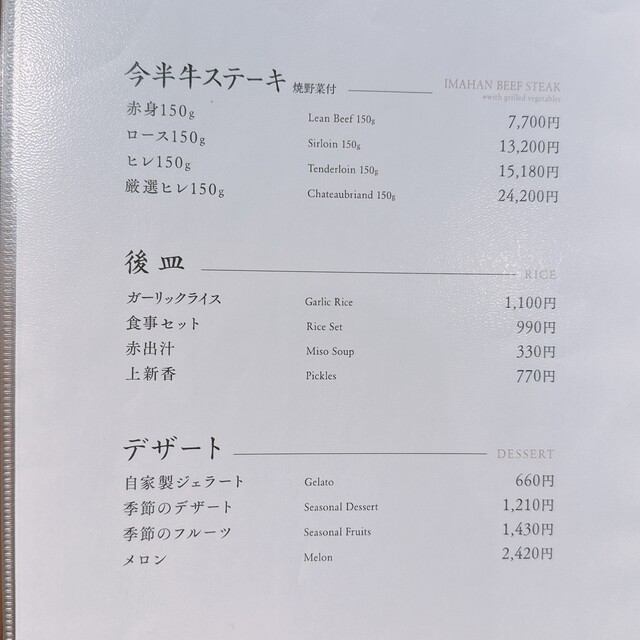 今半牛ステーキ 焼野菜付 IMAHAN BEEF STEAK
※with grilled vegetables
赤身150g Lean Beef 150g 7,700円
ロース150g Sirloin 150g 13,200円
ヒレ150g Tenderloin 150g 15,180円
厳選ヒレ150g Chateaubriand 150g 24,200円
後皿 RICE
ガーリックライス Garlic Rice 1,100円
食事セット Rice Set 990円
赤出汁 Miso Soup 330円
上新香 Pickles 770円
デザート DESSERT
自家製ジェラート Gelato 660円
季節のデザート Seasonal Dessert 1,210円
季節のフルーツ Seasonal Fruits 1,430円
メロン Melon 2,420円